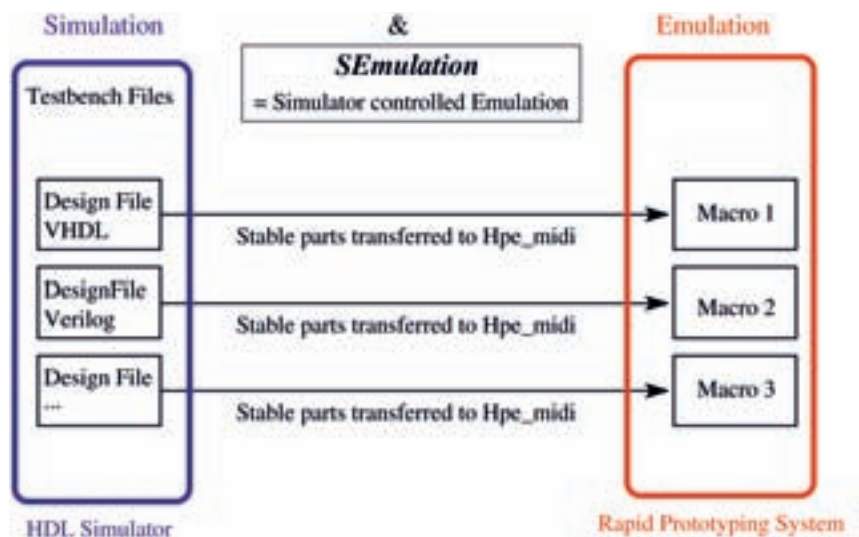 Simulation
&
Emulation
SEmulation
= Simulator controlled Emulation
Testbench Files
Design File
VHDL
Stable parts transferred to Hpe_midi
Macro 1
DesignFile
Verilog
Stable parts transferred to Hpe_midi
Macro 2
Design File
...
Stable parts transferred to Hpe_midi
Macro 3
HDL Simulator
Rapid Prototyping System